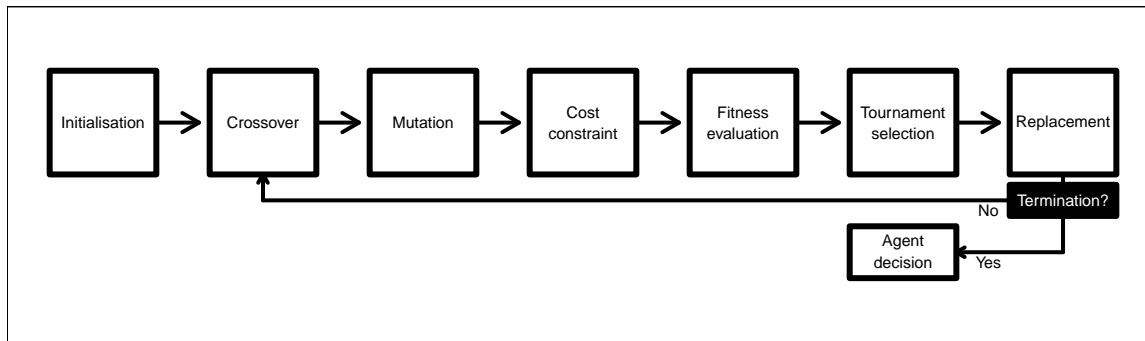 Initialisation
Crossover
Mutation
Cost
constraint
Fitness
evaluation
Tournament
selection
Replacement
Termination?
No
Agent
decision
Yes